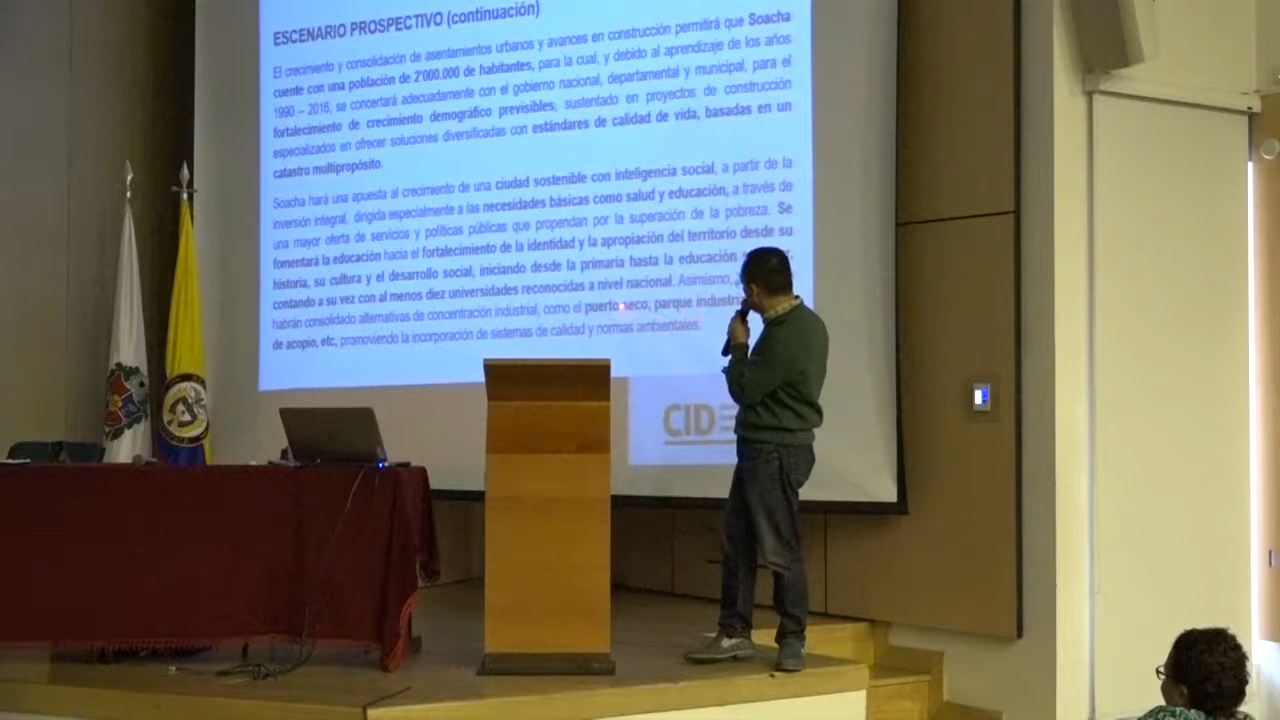 ESCENARIO PROSPECTIVO (continuación)
El crecimiento y consolidación de asentamientos urbanos y avances en construcción permitirá que Soacha
cuente con una población de 2'000.000 de habitantes, para la cual, y debido al aprendizaje de los años
1990 – 2016, se concertará adecuadamente con el gobierno nacional, departamental y municipal, para el
fortalecimiento de crecimiento demográfico previsibles, sustentado en proyectos de construcción
especializados en ofrecer soluciones diversificadas con estándares de calidad de vida, basadas en un
catastro multipropósito.
Soacha hará una apuesta al crecimiento de una ciudad sostenible con inteligencia social, a partir de la
inversión integral, dirigida especialmente a las necesidades básicas como salud y educación, a través de
una mayor oferta de servicios y políticas públicas que propendan por la superación de la pobreza. Se
fomentará la educación hacia el fortalecimiento de la identidad y la apropiación del territorio desde su
historia, su cultura y el desarrollo social, iniciando desde la primaria hasta la educación
contando a su vez con al menos diez universidades reconocidas a nivel nacional. Asimismo,
habrán consolidado alternativas de concentración industrial, como el puerto seco, parque industria
de acopio, etc, promoviendo la incorporación de sistemas de calidad y normas ambientales.
CID